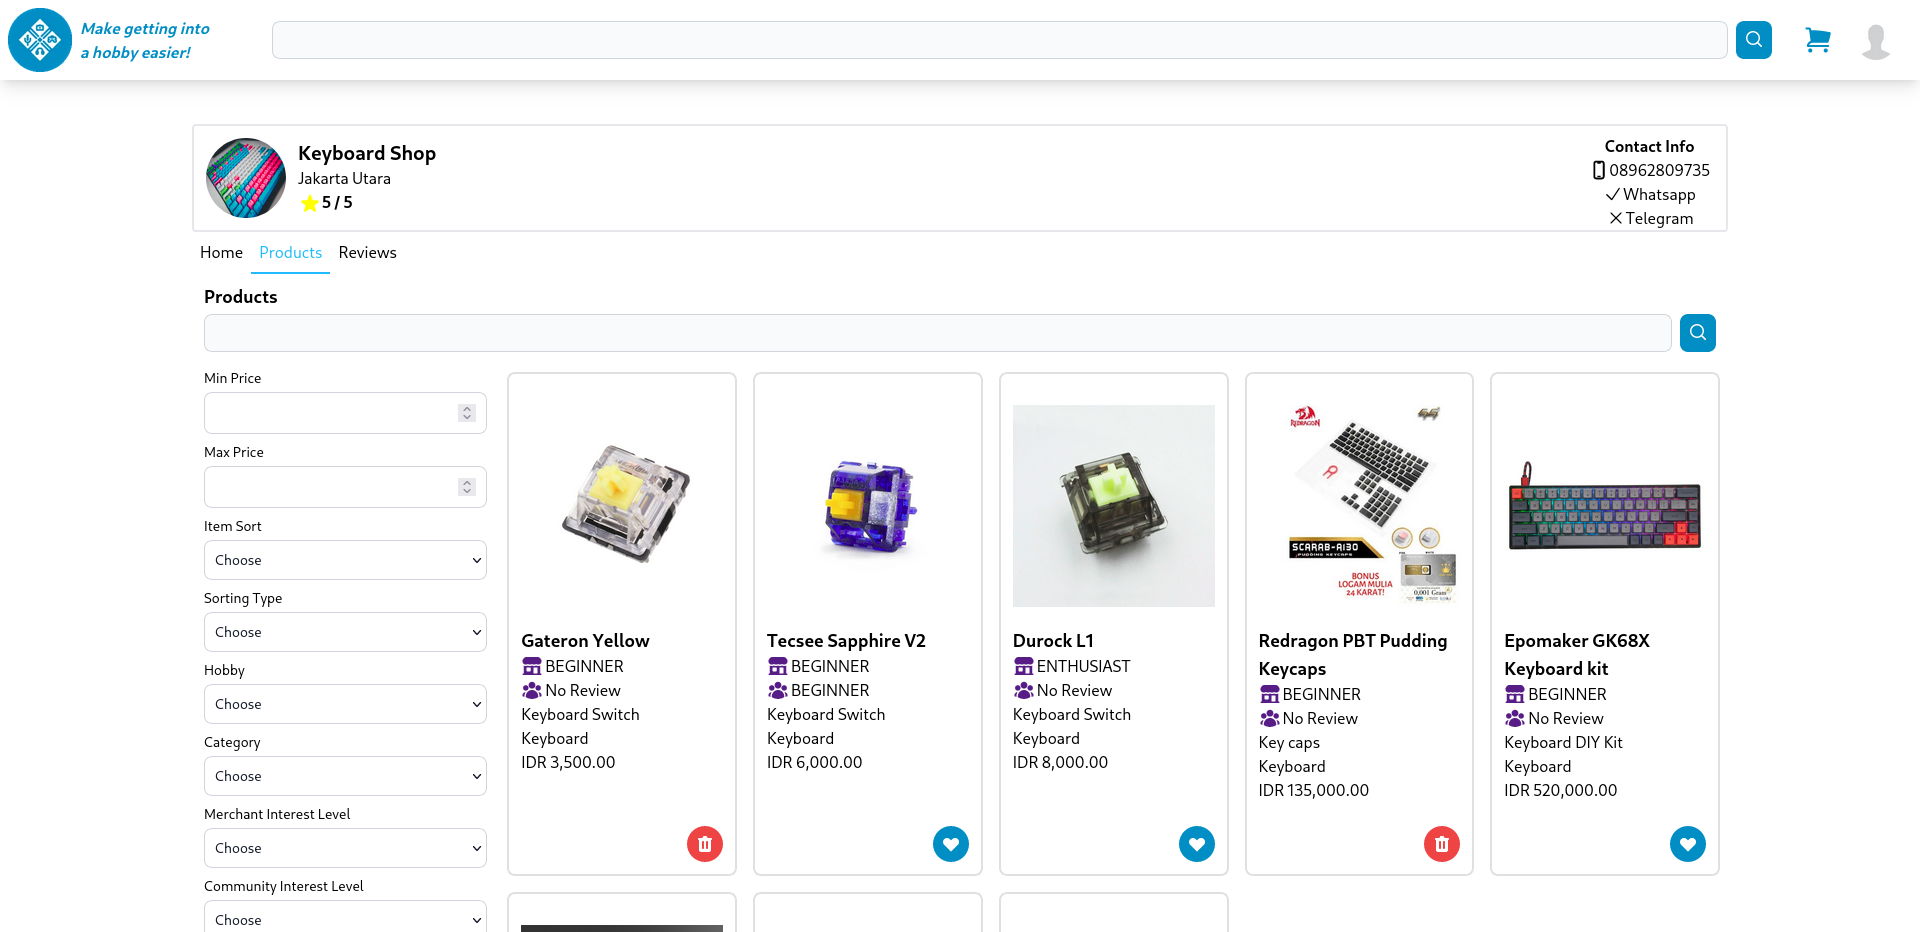 Make getting into
a hobby easier!
Keyboard Shop
Jakarta Utara
5 / 5
Contact Info
08962809735
Whatsapp
Telegram
Home Products Reviews
Products
Min Price
Max Price
Item Sort
Choose
Sorting Type
Choose
Hobby
Choose
Category
Choose
Merchant Interest Level
Choose
Community Interest Level
Choose
Gateron Yellow
BEGINNER
No Review
Keyboard Switch
Keyboard
IDR 3,500.00
Tecsee Sapphire V2
BEGINNER
BEGINNER
Keyboard Switch
Keyboard
IDR 6,000.00
Durock L1
ENTHUSIAST
No Review
Keyboard Switch
Keyboard
IDR 8,000.00
REDRAGON
SCARAB-A130
PUDDING KEYCAPS
BONUS
LOGAM MULIA
24 KARAT!
0,001 Gram
Redragon PBT Pudding
Keycaps
BEGINNER
No Review
Key caps
Keyboard
IDR 135,000.00
Epomaker GK68X
Keyboard kit
BEGINNER
No Review
Keyboard DIY Kit
Keyboard
IDR 520,000.00